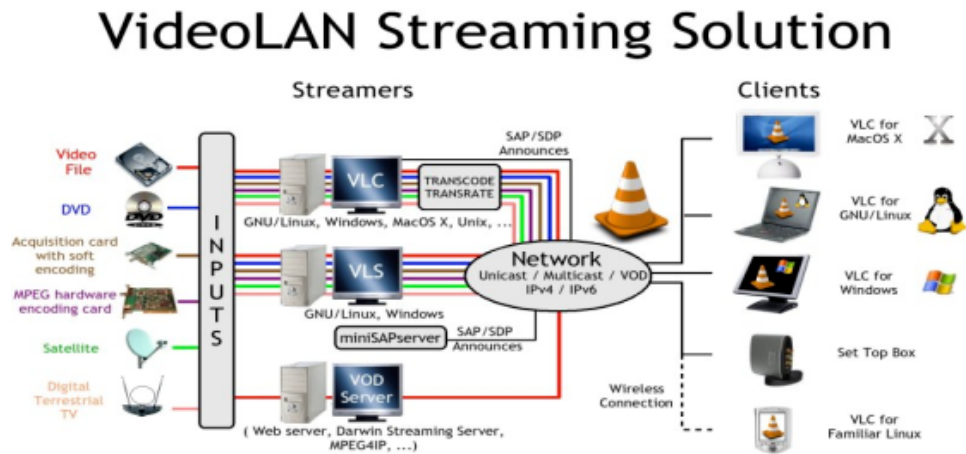 VideoLAN Streaming Solution
Streamers
Clients
Video
File
DVD
DVD
Acquisition card
with soft
encoding
MPEG hardware
encoding card
Satellite
Digital
Terrestrial
TV
INPUTS
VLC
SAP/SDP
Announces
TRANSCODE
TRANSRATE
GNU/Linux, Windows, MacOS X, Unix, ...
VLS
GNU/Linux, Windows
Network
Unicast / Multicast / VOD
IPv4 / IPv6
miniSAPserver
SAP/SDP
Announces
VOD
Server
( Web server, Darwin Streaming Server,
MPEG4IP, ...)
Wireless
Connection
VLC for
MacOS X
X
VLC for
GNU/Linux
VLC for
Windows
Set Top Box
VLC for
Familiar Linux